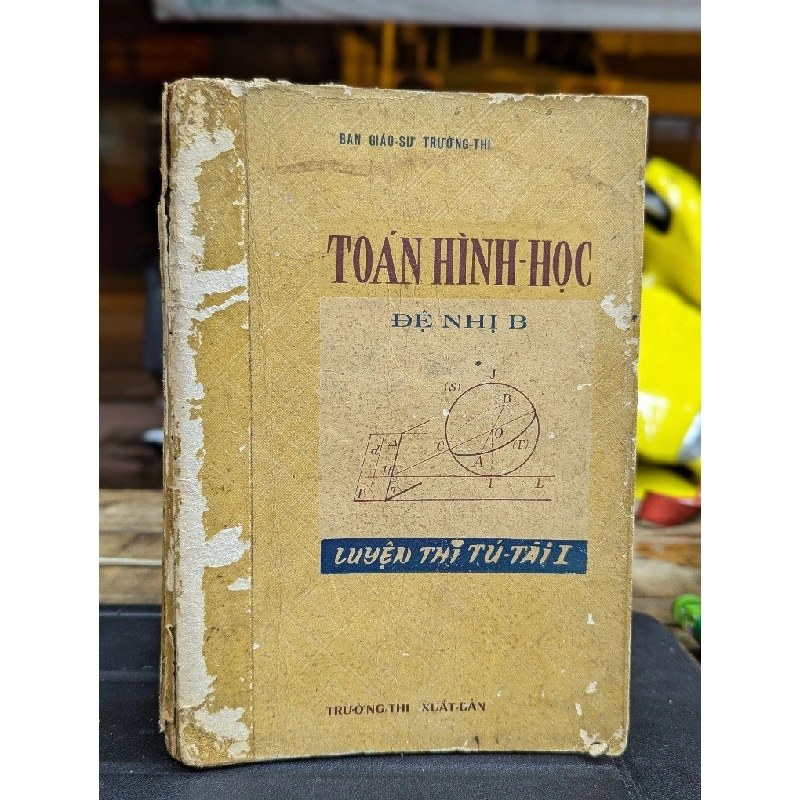 BAN GIÁO-SƯ TRƯỜNG-THI
TOÁN HÌNH-HỌC
ĐỆ NHỊ B
J
(S)
B
O
C
(T)
A
I
L
LUYỆN THI TÚ-TÀI I
TRƯỜNG-THI XUẤT-BẢN